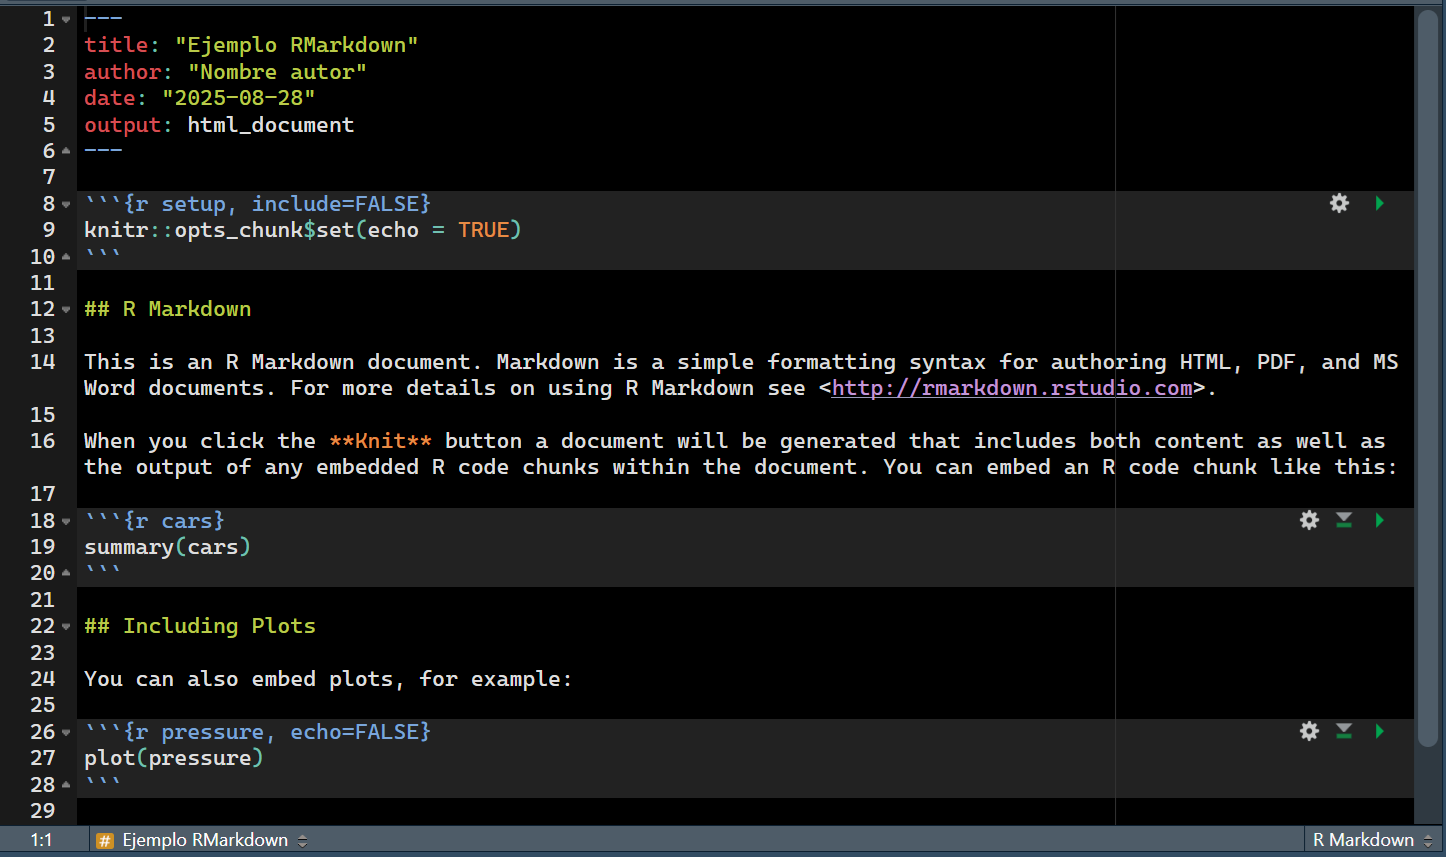 1 ---
2 title: "Ejemplo RMarkdown"
3 author: "Nombre autor"
4 date: "2025-08-28"
5 output: html_document
6 ---
7
8 ```{r setup, include=FALSE}
9 knitr::opts_chunk$set(echo = TRUE)
10 ```
11
12 ## R Markdown
13
14 This is an R Markdown document. Markdown is a simple formatting syntax for authoring HTML, PDF, and MS
Word documents. For more details on using R Markdown see <http://rmarkdown.rstudio.com>.
15
16 When you click the **Knit** button a document will be generated that includes both content as well as
the output of any embedded R code chunks within the document. You can embed an R code chunk like this:
17
18 ```{r cars}
19 summary(cars)
20 ```
21
22 ## Including Plots
23
24 You can also embed plots, for example:
25
26 ```{r pressure, echo=FALSE}
27 plot(pressure)
28 ```
29
1:1 # Ejemplo RMarkdown R Markdown